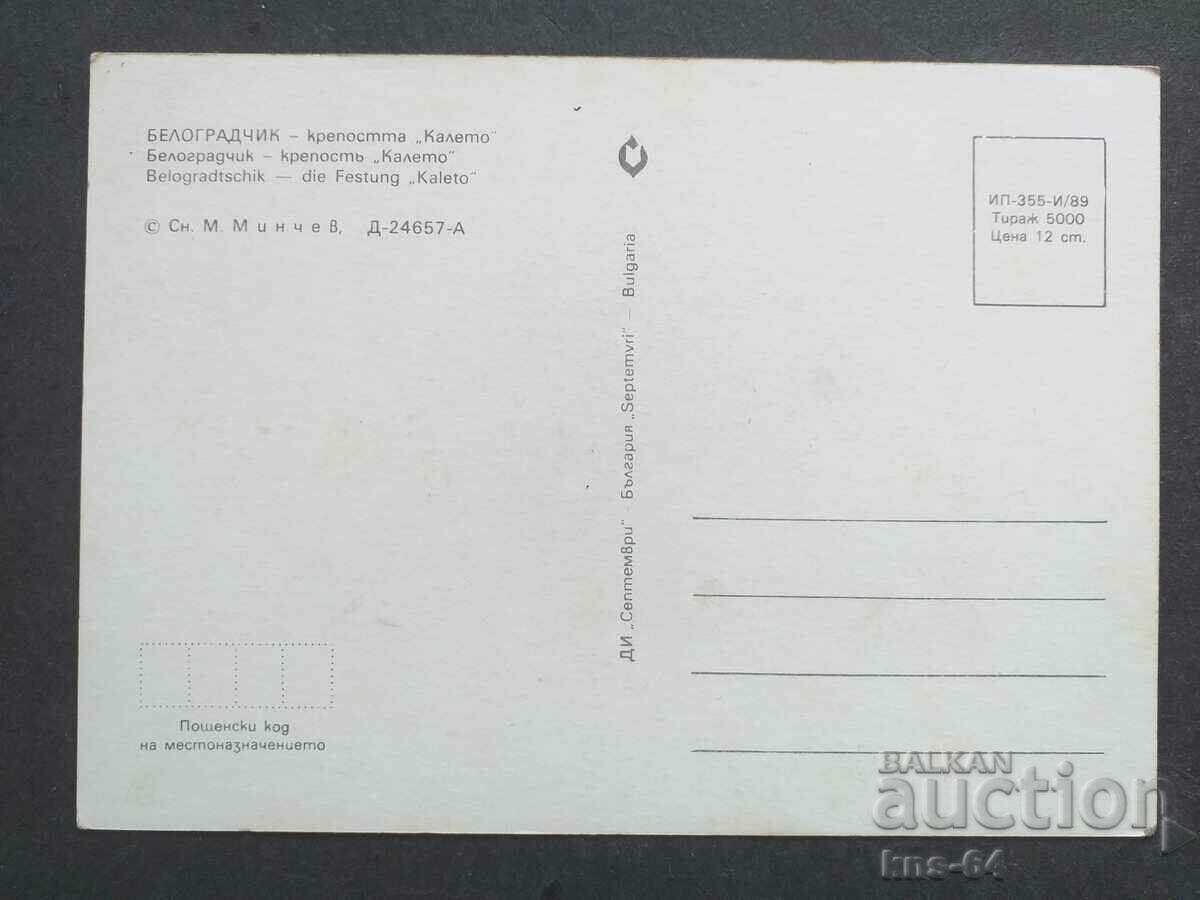 БЕЛОГРАДЧИК – крепостта „Калето"
Белоградчик – крепость „Калето"
Belogradtschik — die Festung „Kaleto"
© Сн. М. Минчев, Д-24657-А
ДИ „Септември" - България „Septemvri" – Bulgaria
ИП-355-И/89
Тираж 5000
Цена 12 ст.
Пощенски код
на местоназначението
BALKAN
auction
kns-64